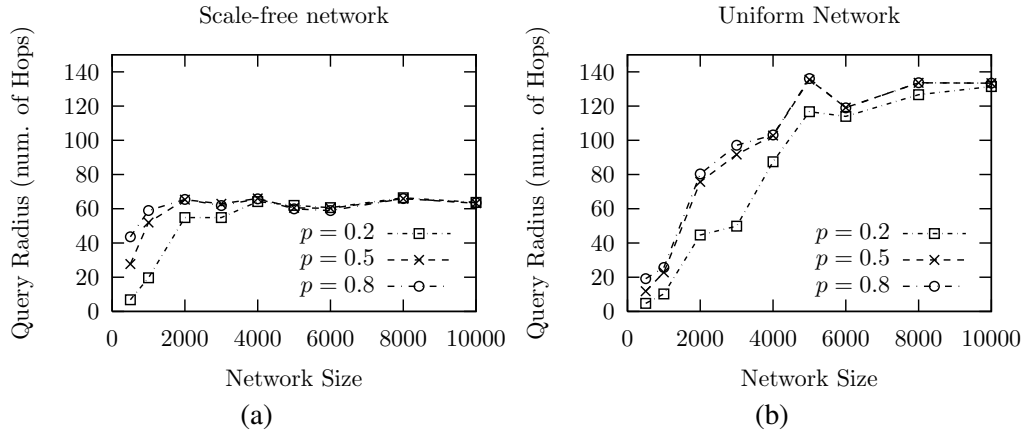 Scale-free network
Query Radius (num. of Hops)
140
120
100
80
60
40
20
0
p = 0.2
p = 0.5
p = 0.8
0 2000 4000 6000 8000 10000
Network Size
(a)
Uniform Network
Query Radius (num. of Hops)
140
120
100
80
60
40
20
0
p = 0.2
p = 0.5
p = 0.8
0 2000 4000 6000 8000 10000
Network Size
(b)